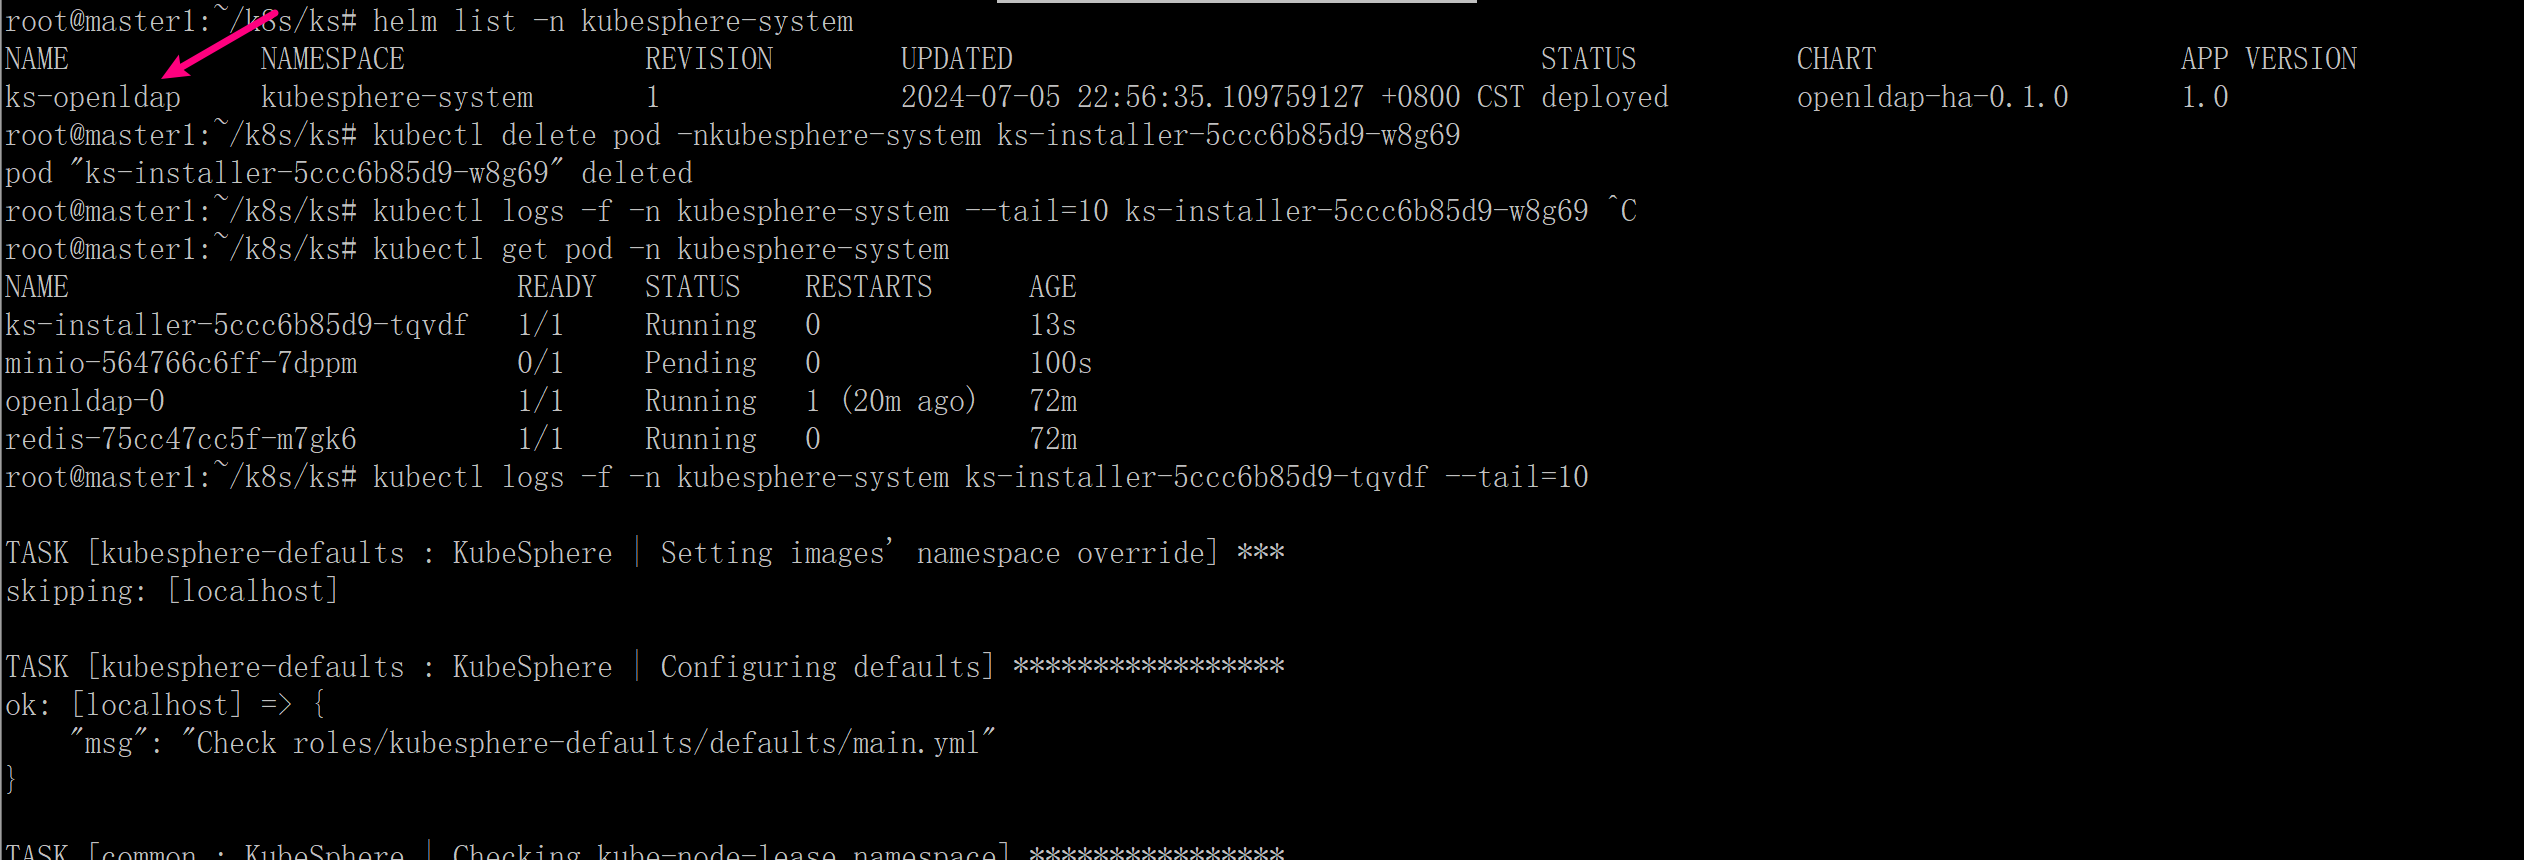 root@master1:~/k8s/ks# helm list -n kubesphere-system
NAME NAMESPACE REVISION UPDATED STATUS CHART APP VERSION
ks-openldap kubesphere-system 1 2024-07-05 22:56:35.109759127 +0800 CST deployed openldap-ha-0.1.0 1.0
root@master1:~/k8s/ks# kubectl delete pod -nkubesphere-system ks-installer-5ccc6b85d9-w8g69
pod "ks-installer-5ccc6b85d9-w8g69" deleted
root@master1:~/k8s/ks# kubectl logs -f -n kubesphere-system --tail=10 ks-installer-5ccc6b85d9-w8g69 ^C
root@master1:~/k8s/ks# kubectl get pod -n kubesphere-system
NAME READY STATUS RESTARTS AGE
ks-installer-5ccc6b85d9-tqvdf 1/1 Running 0 13s
minio-564766c6ff-7dppm 0/1 Pending 0 100s
openldap-0 1/1 Running 1 (20m ago) 72m
redis-75cc47cc5f-m7gk6 1/1 Running 0 72m
root@master1:~/k8s/ks# kubectl logs -f -n kubesphere-system ks-installer-5ccc6b85d9-tqvdf --tail=10
TASK [kubesphere-defaults : KubeSphere | Setting images' namespace override] ***
skipping: [localhost]
TASK [kubesphere-defaults : KubeSphere | Configuring defaults] *****************
ok: [localhost] => {
    "msg": "Check roles/kubesphere-defaults/defaults/main.yml"
}
TASK [common : KubeSphere | Checking kube-node-lease namespace] ****************